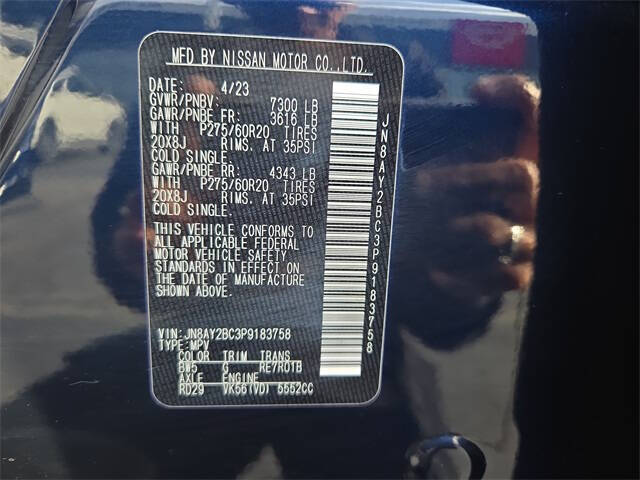 MFD BY NISSAN MOTOR CO.,LTD.
DATE: 4/23
GVWR/PNBV: 7300 LB
GAWR/PNBE FR: 3616 LB
WITH P275/60R20 TIRES
20X8J RIMS. AT 35PSI
COLD SINGLE.
GAWR/PNBE RR: 4343 LB
WITH P275/60R20 TIRES
20X8J RIMS. AT 35PSI
COLD SINGLE.
THIS VEHICLE CONFORMS TO
ALL APPLICABLE FEDERAL
MOTOR VEHICLE SAFETY
STANDARDS IN EFFECT ON
THE DATE OF MANUFACTURE
SHOWN ABOVE.
VIN: JN8AY2BC3P9183758
TYPE: MPV
COLOR TRIM TRANS
BW5 G RE7R01B
AXLE ENGINE
RD29 VK56(VD) 5552CC
JN8AY2BC3P9183758